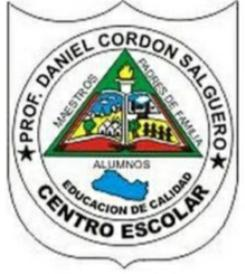 PROF. DANIEL CORDON SALGUERO
MAESTROS
PADRES DE FAMILIA
ALUMNOS
EDUCACION DE CALIDAD
CENTRO ESCOLAR